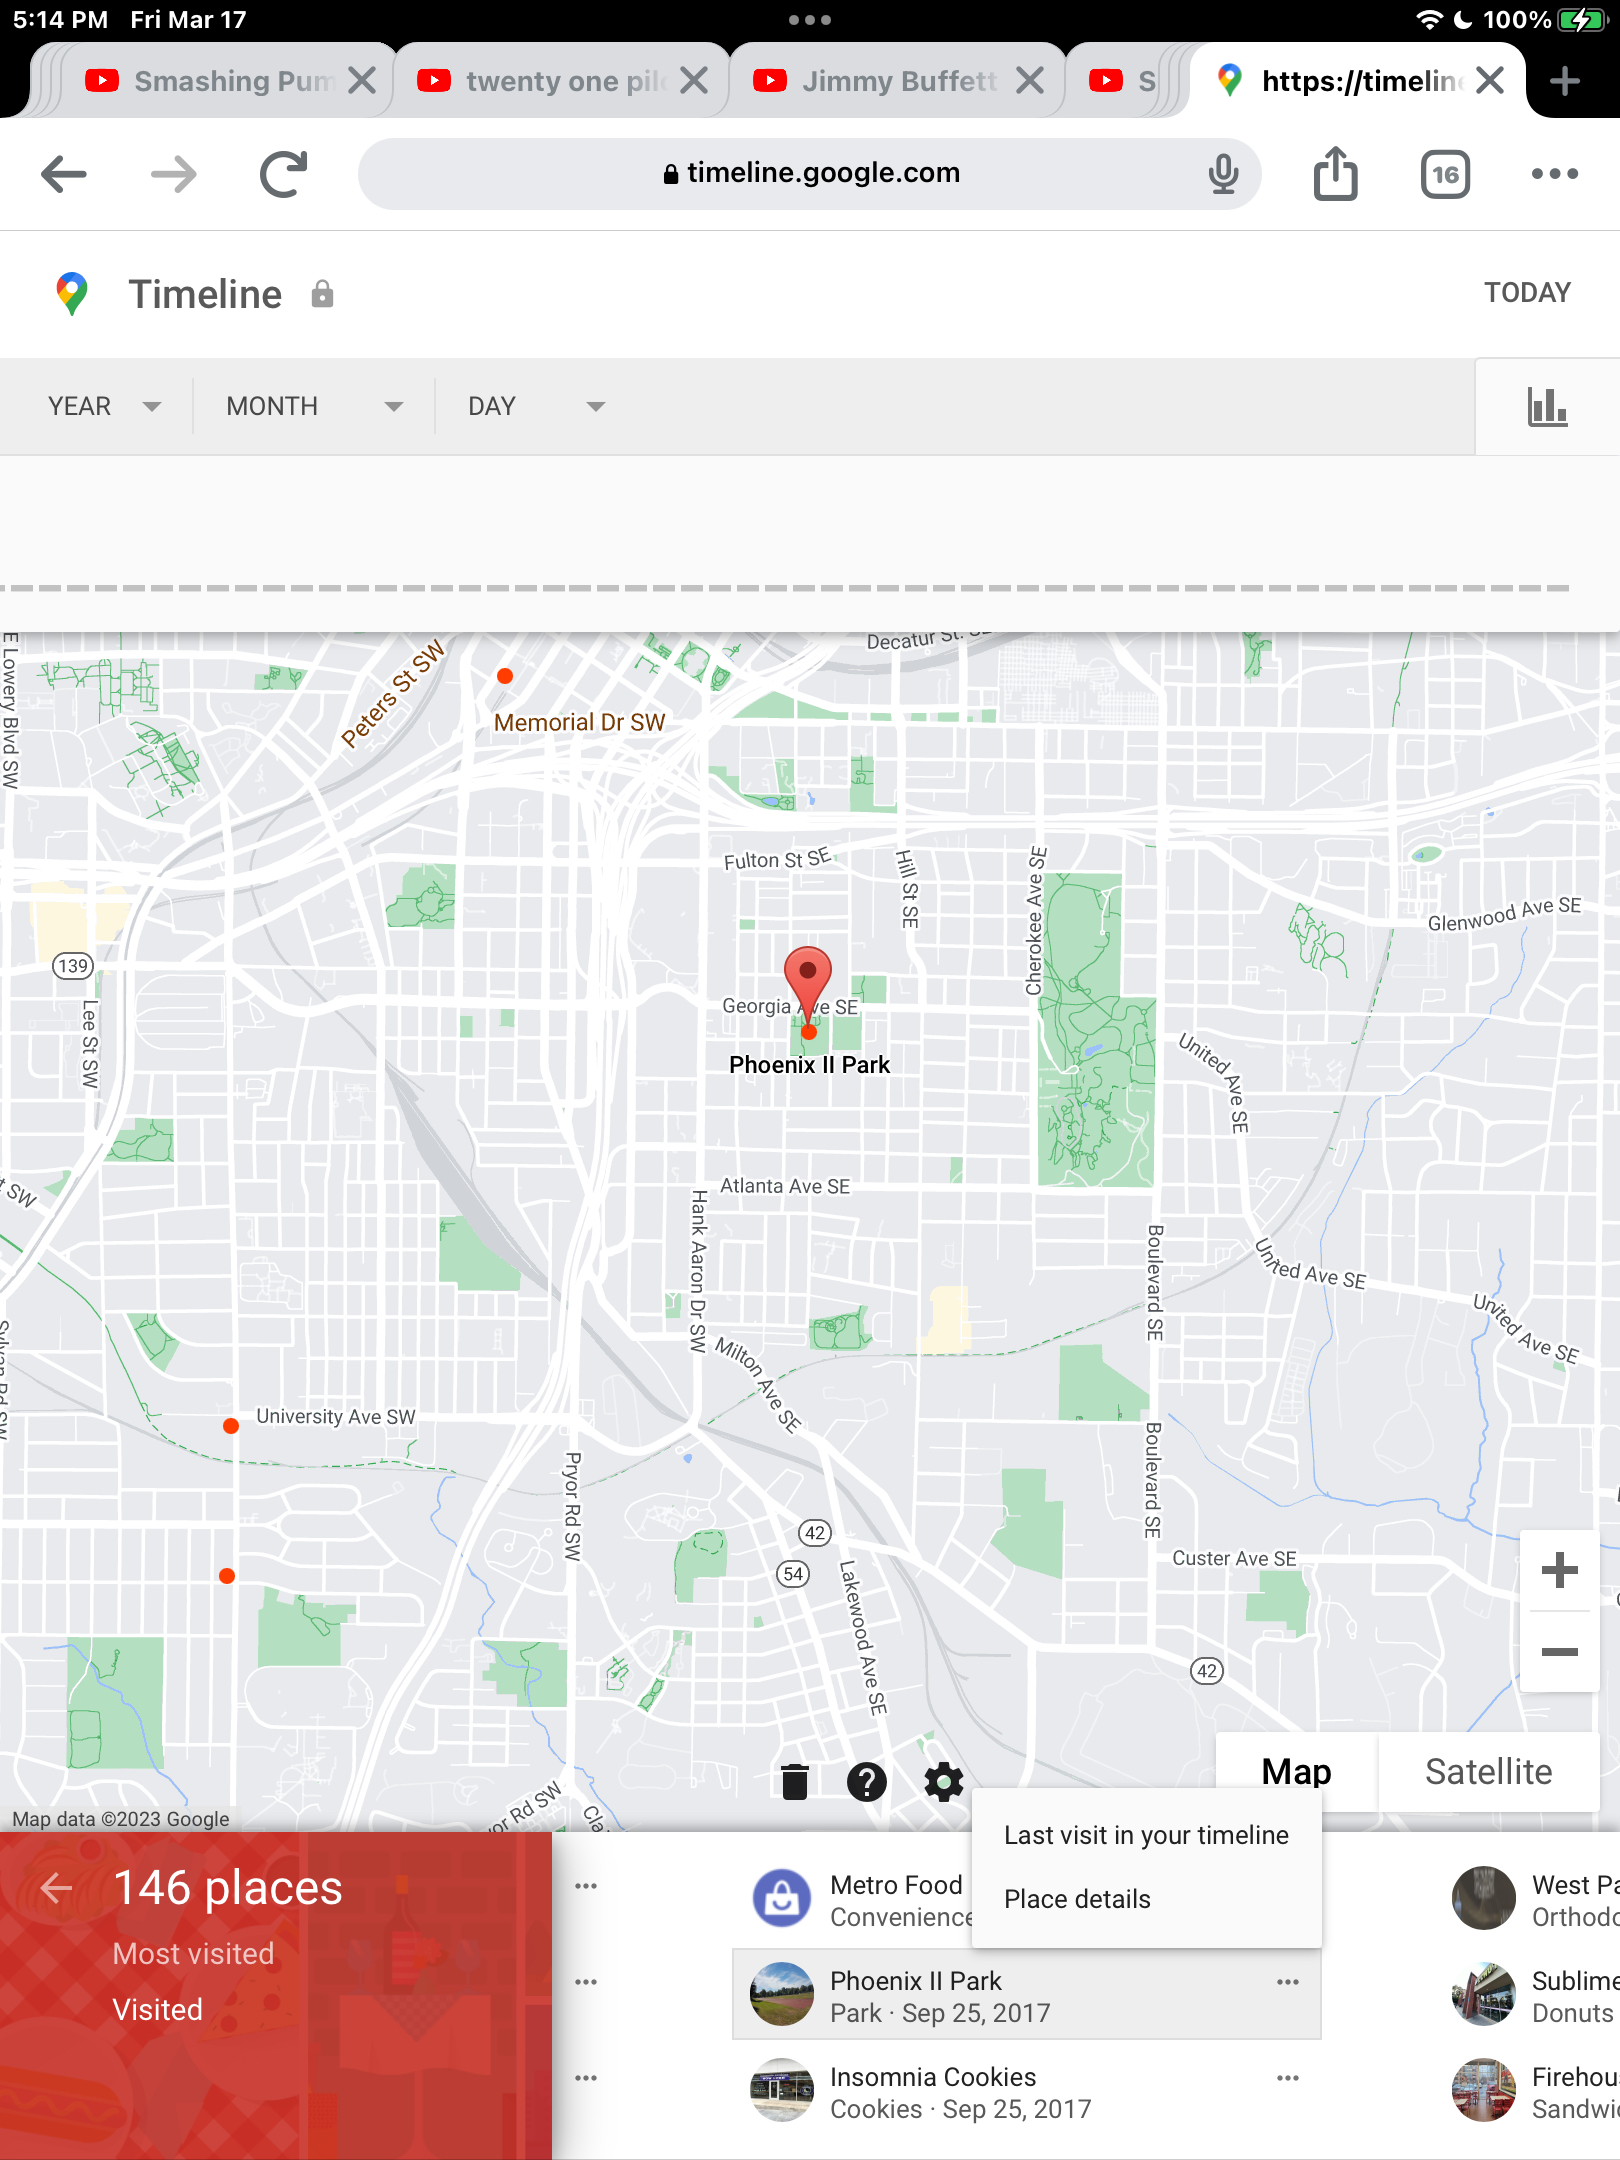 5:14 PM Fri Mar 17
100%
Smashing Pum
twenty one pil
Jimmy Buffett
S
https://timelin
timeline.google.com
16
Timeline
TODAY
YEAR
MONTH
DAY
Decatur St. SE
E Lowery Blvd SW
Peters St SW
Memorial Dr SW
Fulton St SE
Hill St SE
Cherokee Ave SE
Glenwood Ave SE
139
Lee St SW
Georgia Ave SE
Phoenix II Park
United Ave SE
t SW
Atlanta Ave SE
Hank Aaron Dr SW
Boulevard SE
United Ave SE
United Ave SE
Sylvan Rd SW
Milton Ave SE
University Ave SW
Boulevard SE
Pryor Rd SW
42
54
Custer Ave SE
Lakewood Ave SE
42
or Rd SW
Cla
Map
Satellite
Map data ©2023 Google
Last visit in your timeline
Place details
146 places
Most visited
Visited
Metro Food
Convenience
Phoenix II Park
Park · Sep 25, 2017
Insomnia Cookies
Cookies · Sep 25, 2017
West Pa
Orthodo
Sublime
Donuts
Firehou
Sandwi